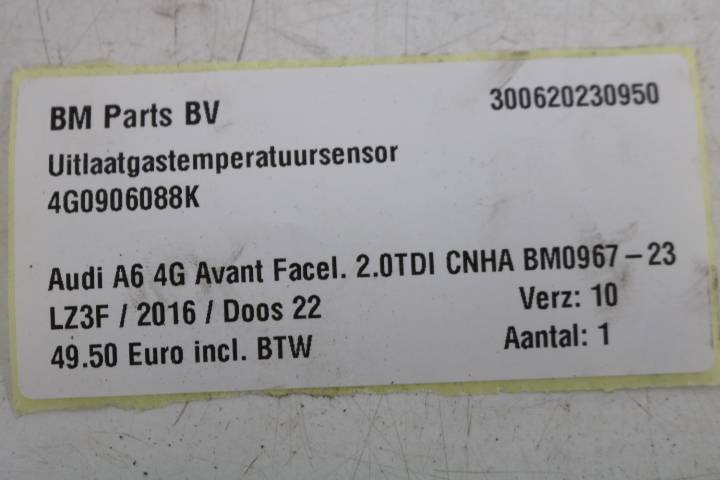 BM Parts BV 300620230950
Uitlaatgastemperatuursensor
4G0906088K
Audi A6 4G Avant Facel. 2.0TDI CNHA BM0967-23
LZ3F / 2016 / Doos 22 Verz: 10
49.50 Euro incl. BTW Aantal: 1